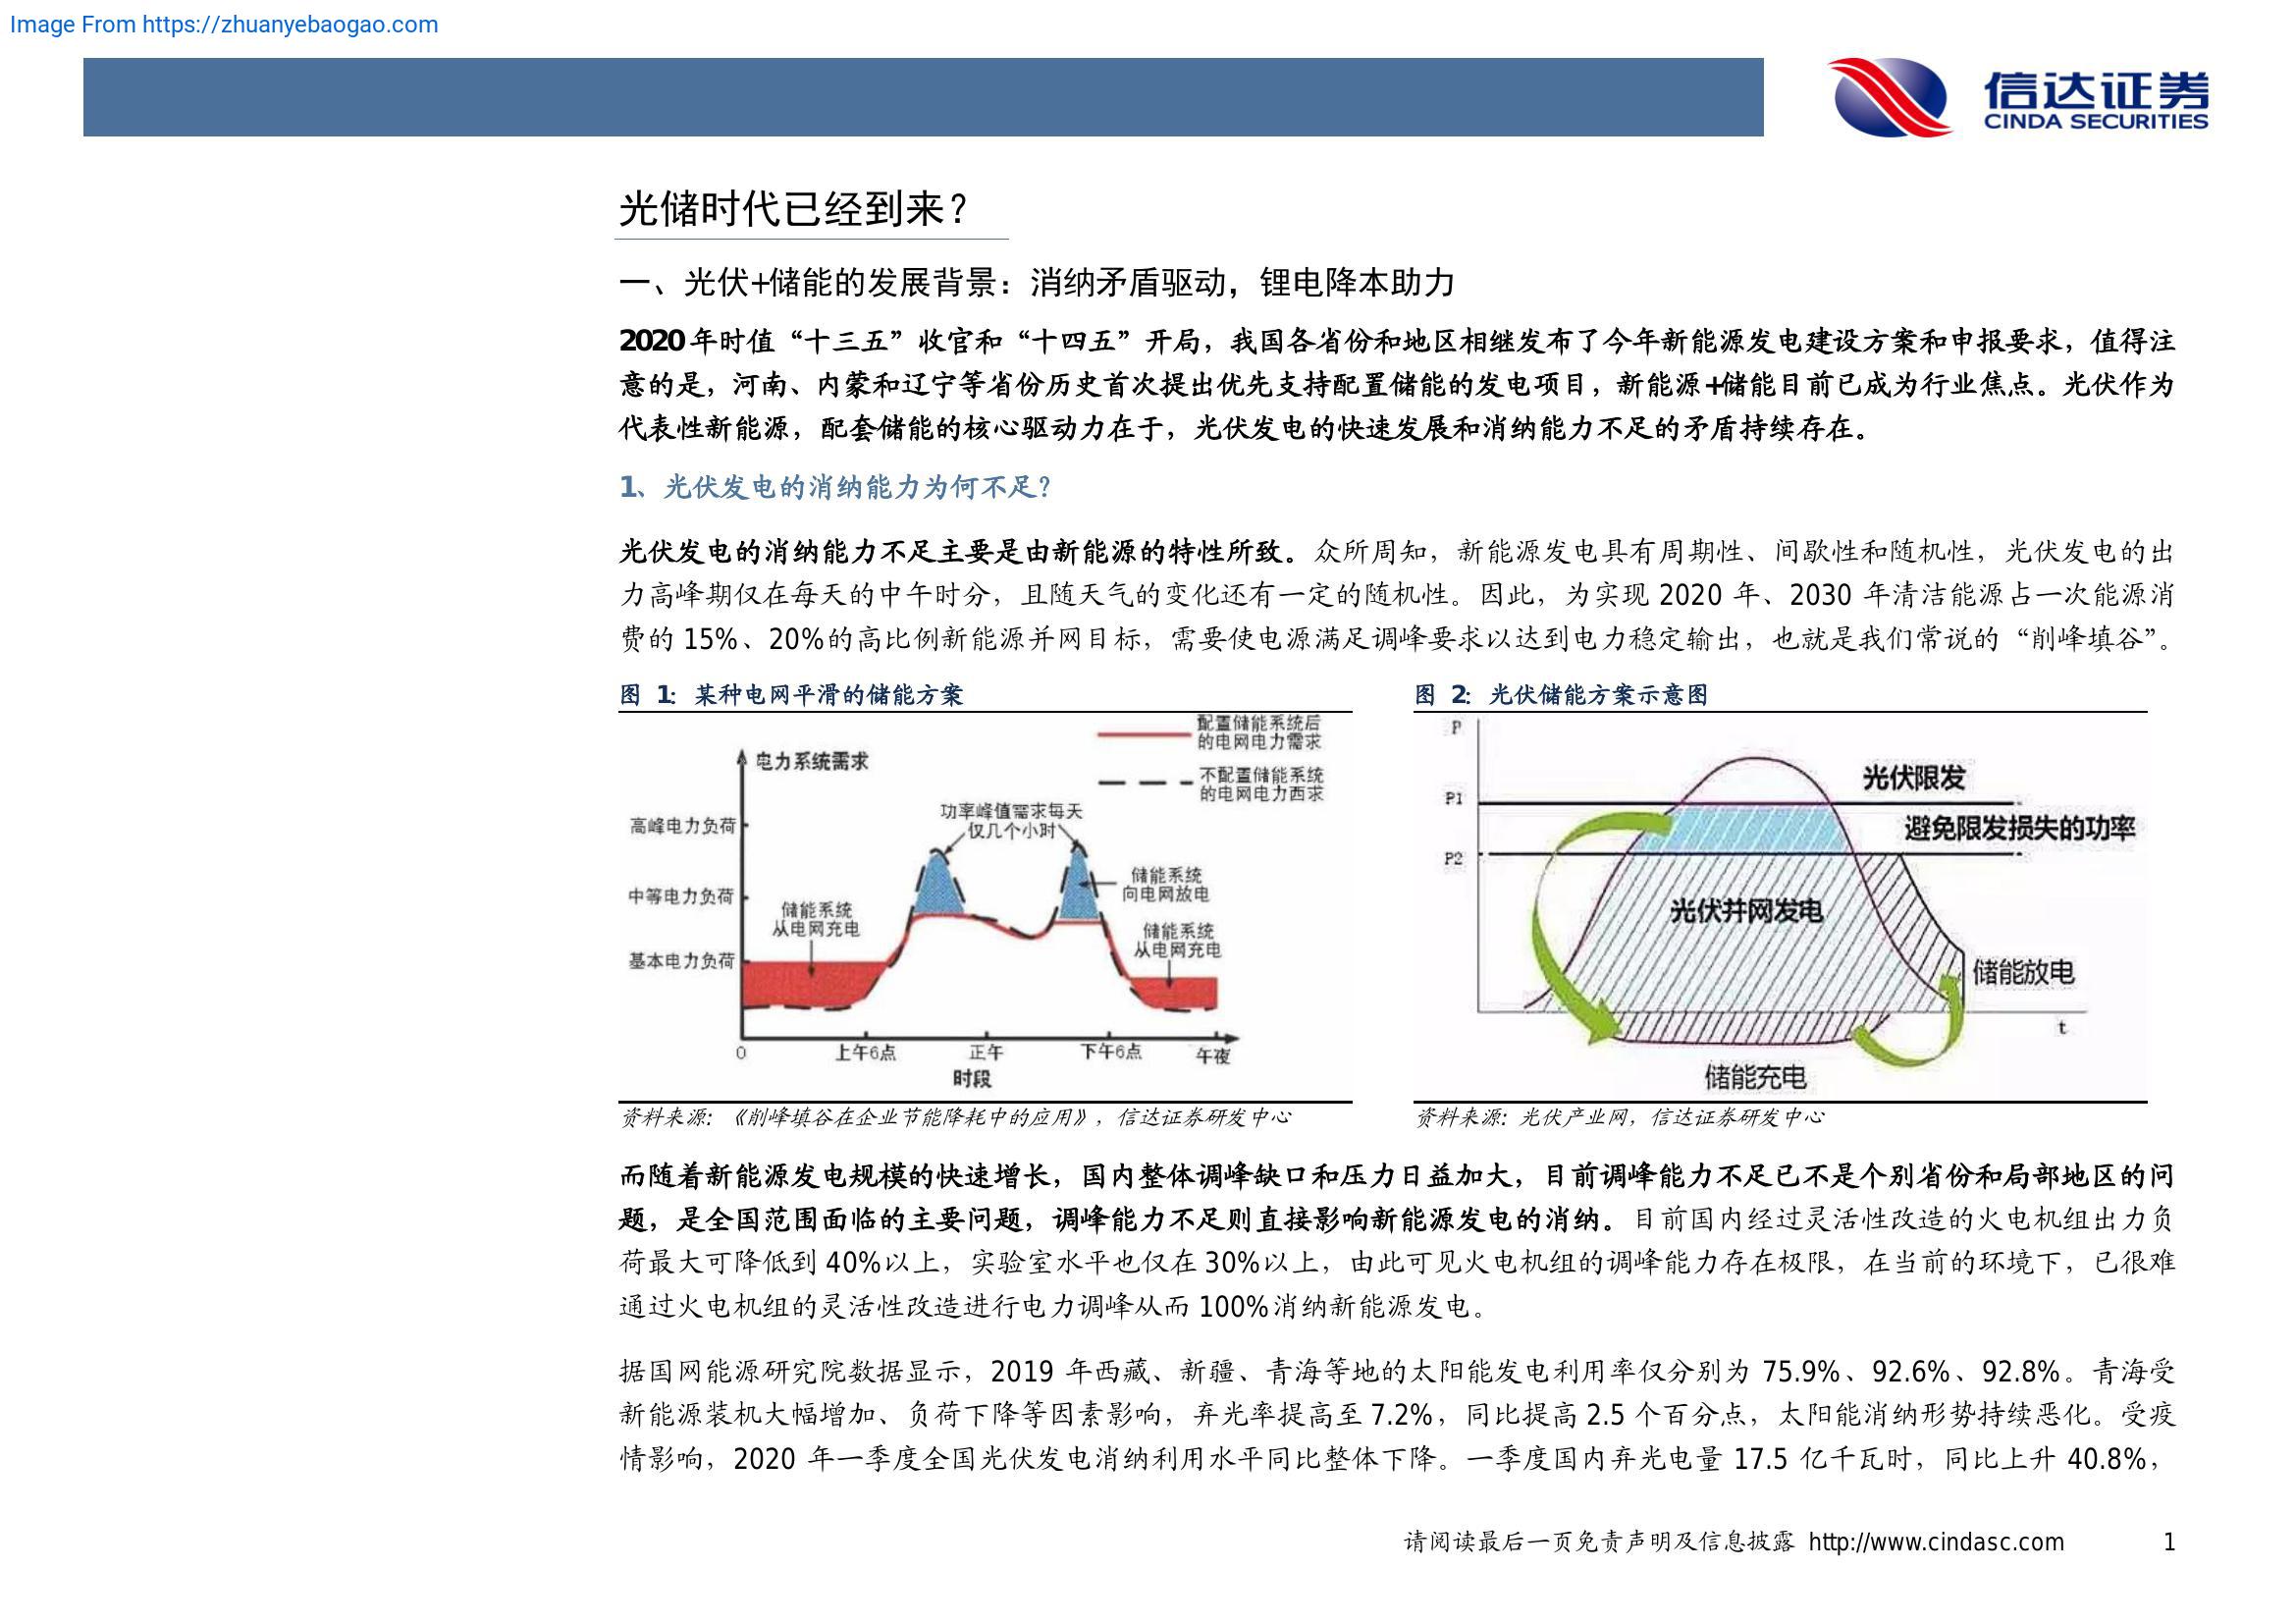 Image From https://zhuanyebaogao.com
信达证券
CINDA SECURITIES
光储时代已经到来？
一、光伏+储能的发展背景：消纳矛盾驱动，锂电降本助力
2020年时值“十三五”收官和“十四五”开局，我国各省份和地区相继发布了今年新能源发电建设方案和申报要求，值得注
意的是，河南、内蒙和辽宁等省份历史首次提出优先支持配置储能的发电项目，新能源+储能目前已成为行业焦点。光伏作为
代表性新能源，配套储能的核心驱动力在于，光伏发电的快速发展和消纳能力不足的矛盾持续存在。
1、光伏发电的消纳能力为何不足？
光伏发电的消纳能力不足主要是由新能源的特性所致。众所周知，新能源发电具有周期性、间歇性和随机性，光伏发电的出
力高峰期仅在每天的中午时分，且随天气的变化还有一定的随机性。因此，为实现 2020 年、2030 年清洁能源占一次能源消
费的 15%、20%的高比例新能源并网目标，需要使电源满足调峰要求以达到电力稳定输出，也就是我们常说的“削峰填谷”。
图 1：某种电网平滑的储能方案
配置储能系统后
的电网电力需求
不配置储能系统
的电网电力西求
电力系统需求
功率峰值需求每天
仅几个小时
高峰电力负荷
中等电力负荷
基本电力负荷
储能系统
从电网充电
储能系统
向电网放电
储能系统
从电网充电
0
上午6点
正午
下午6点
午夜
时段
资料来源：《削峰填谷在企业节能降耗中的应用》，信达证券研发中心
图 2：光伏储能方案示意图
P
P1
P2
光伏限发
避免限发损失的功率
光伏并网发电
储能放电
t
储能充电
资料来源：光伏产业网，信达证券研发中心
而随着新能源发电规模的快速增长，国内整体调峰缺口和压力日益加大，目前调峰能力不足已不是个别省份和局部地区的问
题，是全国范围面临的主要问题，调峰能力不足则直接影响新能源发电的消纳。目前国内经过灵活性改造的火电机组出力负
荷最大可降低到 40%以上，实验室水平也仅在 30%以上，由此可见火电机组的调峰能力存在极限，在当前的环境下，已很难
通过火电机组的灵活性改造进行电力调峰从而 100%消纳新能源发电。
据国网能源研究院数据显示，2019 年西藏、新疆、青海等地的太阳能发电利用率仅分别为 75.9%、92.6%、92.8%。青海受
新能源装机大幅增加、负荷下降等因素影响，弃光率提高至 7.2%，同比提高 2.5 个百分点，太阳能消纳形势持续恶化。受疫
情影响，2020 年一季度全国光伏发电消纳利用水平同比整体下降。一季度国内弃光电量 17.5 亿千瓦时，同比上升 40.8%，
请阅读最后一页免责声明及信息披露 http://www.cindasc.com 1